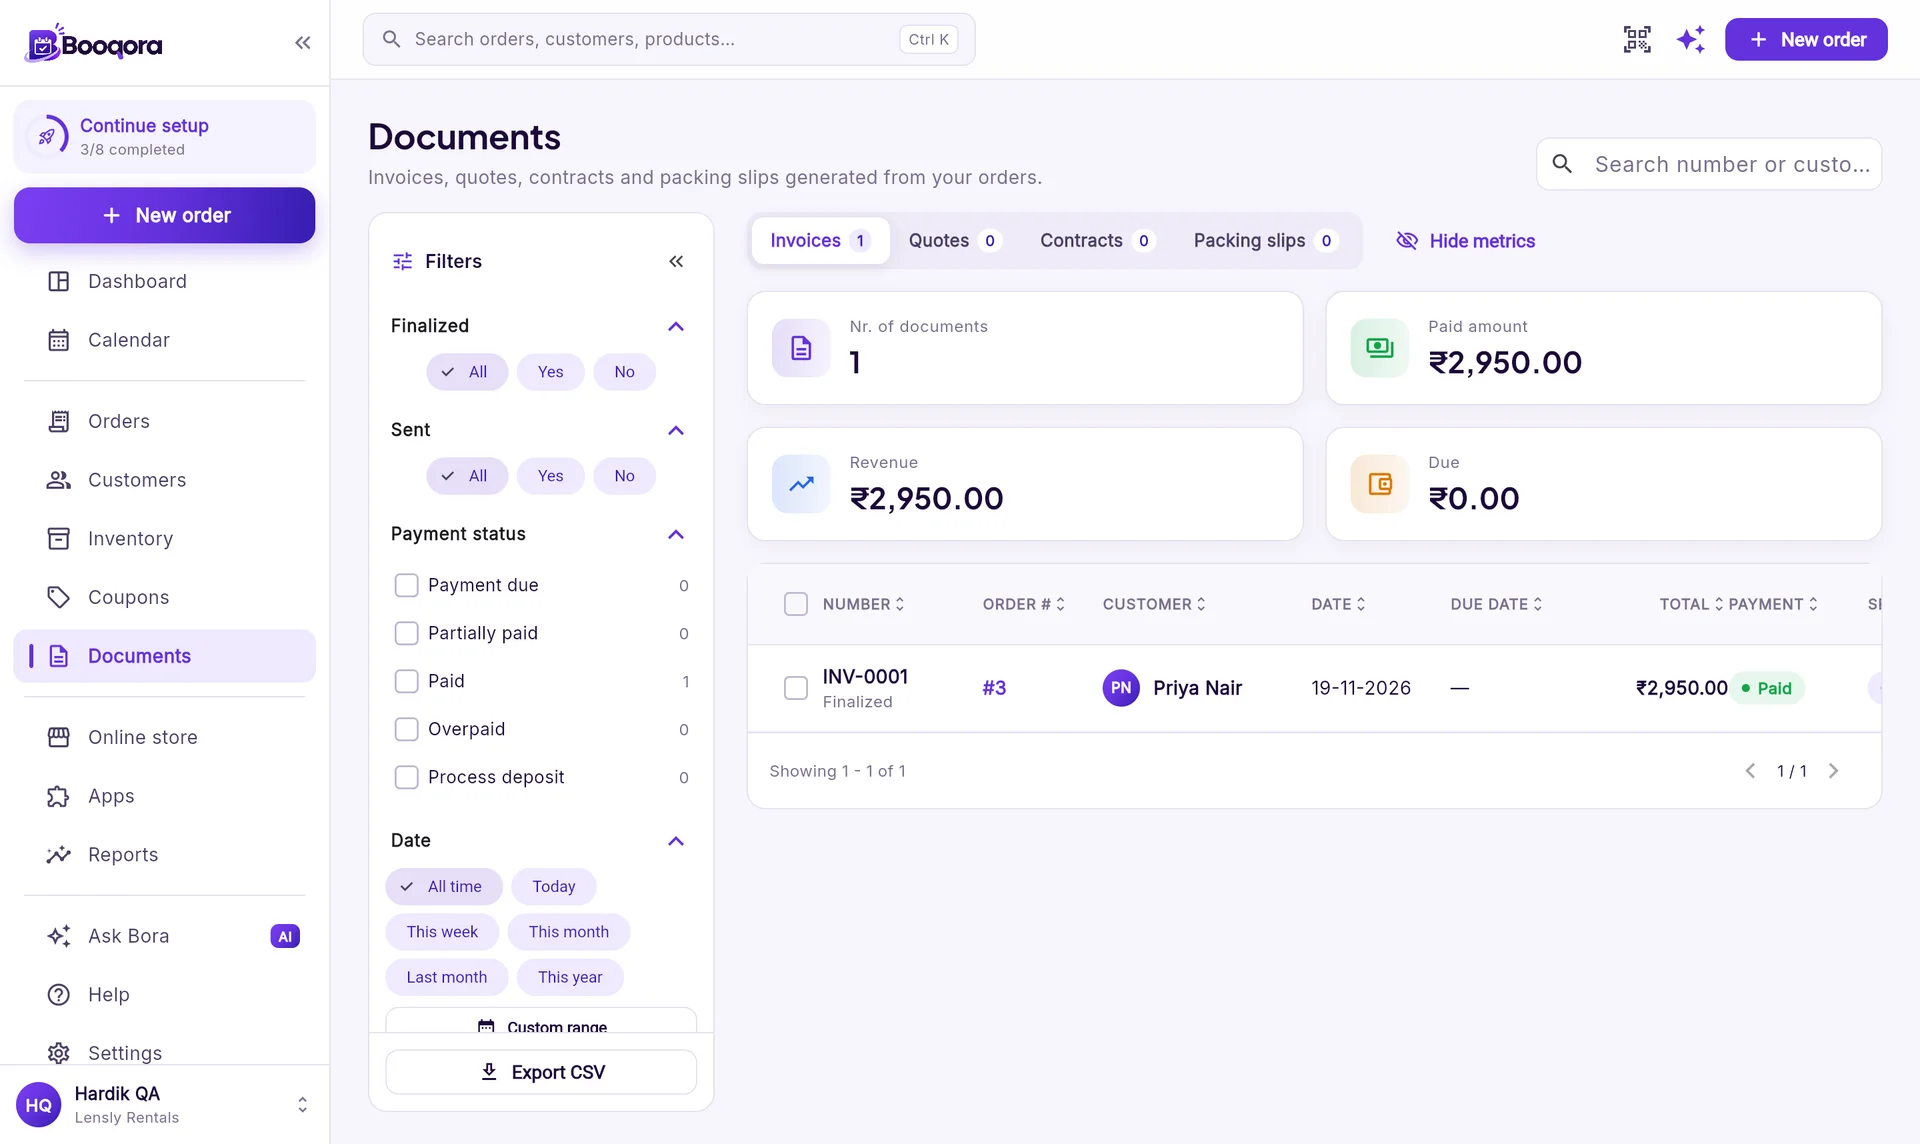 Booqora
Search orders, customers, products...
Ctrl K
New order
Continue setup
3/8 completed
New order
Dashboard
Calendar
Orders
Customers
Inventory
Coupons
Documents
Online store
Apps
Reports
Ask Bora
AI
Help
Settings
HQ
Hardik QA
Lensly Rentals
Documents
Invoices, quotes, contracts and packing slips generated from your orders.
Search number or custo...
Filters
Finalized
All Yes No
Sent
All Yes No
Payment status
Payment due 0
Partially paid 0
Paid 1
Overpaid 0
Process deposit 0
Date
All time Today
This week This month
Last month This year
Custom range
Export CSV
Invoices 1 Quotes 0 Contracts 0 Packing slips 0
Hide metrics
Nr. of documents
1
Paid amount
₹2,950.00
Revenue
₹2,950.00
Due
₹0.00
NUMBER ORDER # CUSTOMER DATE DUE DATE TOTAL PAYMENT
INV-0001 #3 PN Priya Nair 19-11-2026 — ₹2,950.00 Paid
Finalized
Showing 1 - 1 of 1
1 / 1